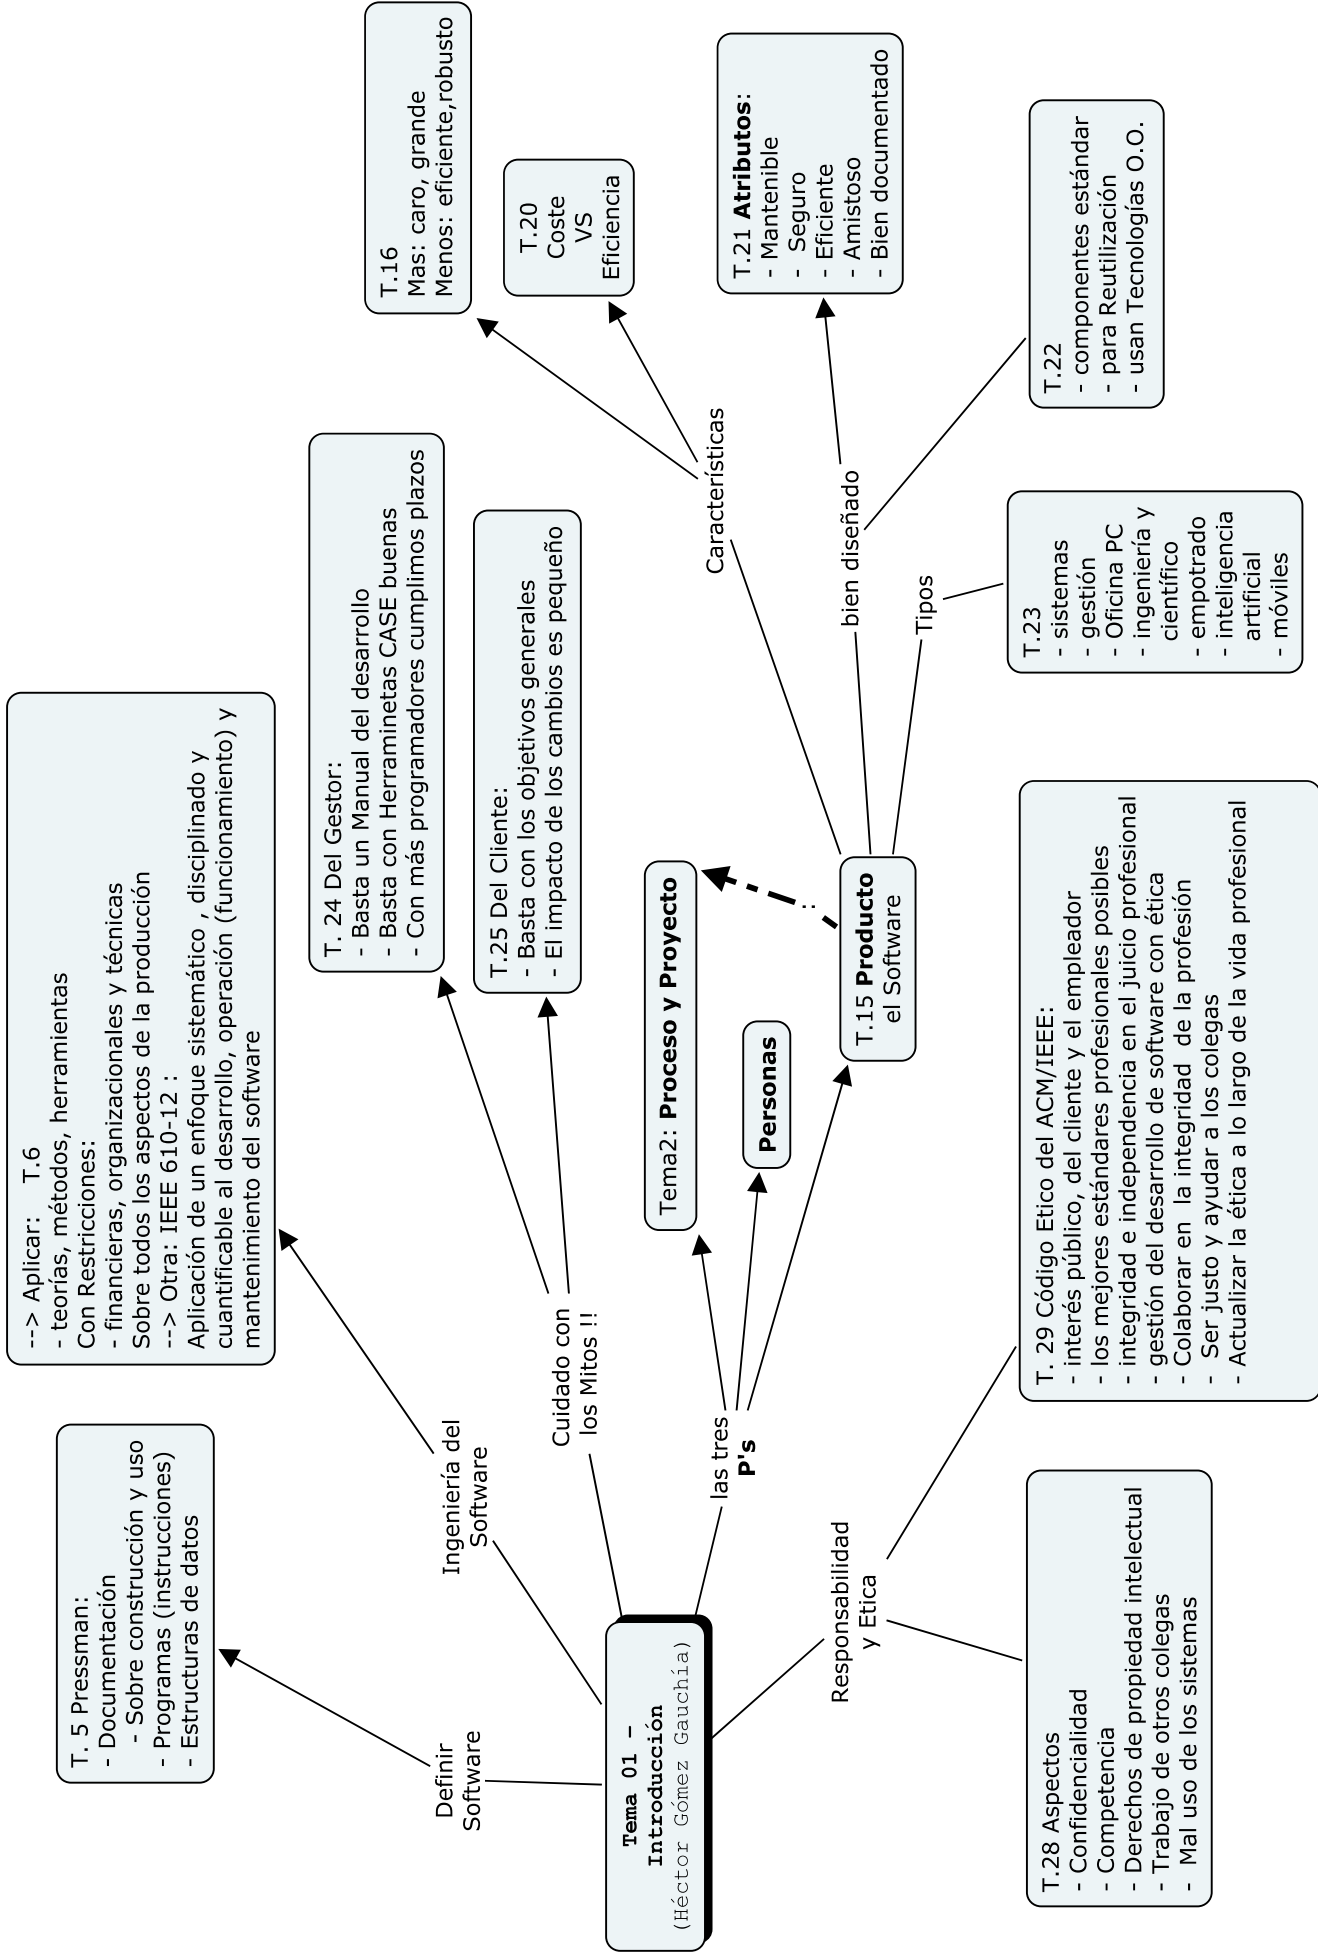 Tema 01 –
Introducción
(Héctor Gómez Gauchía)
Definir
Software
T. 5 Pressman:
- Documentación
- Sobre construcción y uso
- Programas (instrucciones)
- Estructuras de datos
Ingeniería del
Software
--> Aplicar: T.6
- teorías, métodos, herramientas
Con Restricciones:
- financieras, organizacionales y técnicas
Sobre todos los aspectos de la producción
--> Otra: IEEE 610-12 :
Aplicación de un enfoque sistemático , disciplinado y
cuantificable al desarrollo, operación (funcionamiento) y
mantenimiento del software
Cuidado con
los Mitos !!
T. 24 Del Gestor:
- Basta un Manual del desarrollo
- Basta con Herraminetas CASE buenas
- Con más programadores cumplimos plazos
T.25 Del Cliente:
- Basta con los objetivos generales
- El impacto de los cambios es pequeño
las tres
P's
Tema2: Proceso y Proyecto
Personas
T.15 Producto
el Software
..
Características
T.16
Mas: caro, grande
Menos: eficiente,robusto
T.20
Coste
VS
Eficiencia
bien diseñado
T.21 Atributos:
- Mantenible
- Seguro
- Eficiente
- Amistoso
- Bien documentado
T.22
- componentes estándar
- para Reutilización
- usan Tecnologías O.O.
Tipos
T.23
- sistemas
- gestión
- Oficina PC
- ingeniería y
científico
- empotrado
- inteligencia
artificial
- móviles
Responsabilidad
y Etica
T.28 Aspectos
- Confidencialidad
- Competencia
- Derechos de propiedad intelectual
- Trabajo de otros colegas
- Mal uso de los sistemas
T. 29 Código Etico del ACM/IEEE:
- interés público, del cliente y el empleador
- los mejores estándares profesionales posibles
- integridad e independencia en el juicio profesional
- gestión del desarrollo de software con ética
- Colaborar en la integridad de la profesión
- Ser justo y ayudar a los colegas
- Actualizar la ética a lo largo de la vida profesional